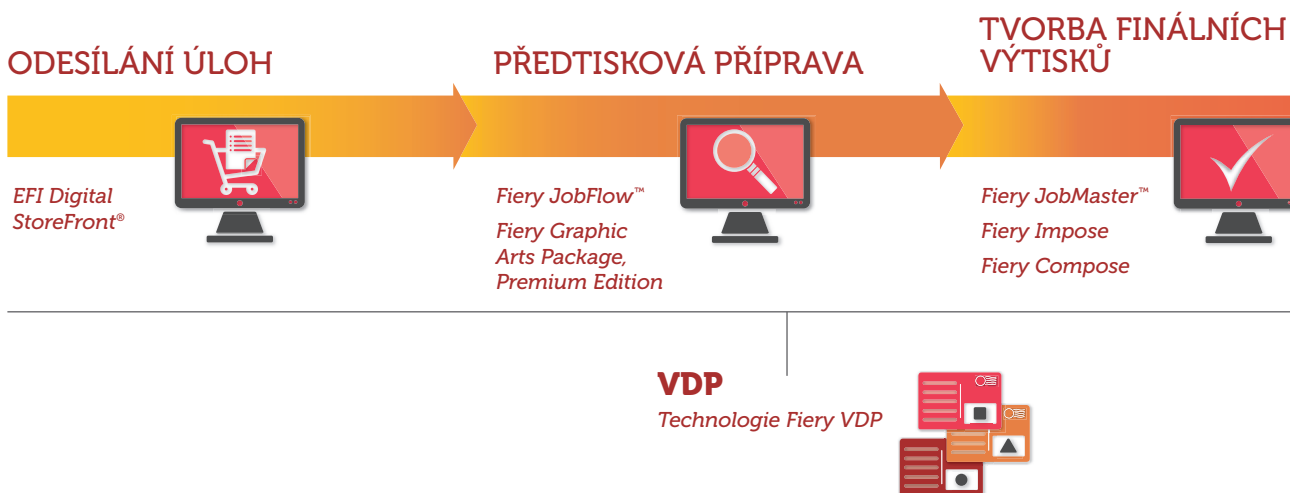 ODESÍLÁNÍ ÚLOH
EFI Digital
StoreFront®
PŘEDTISKOVÁ PŘÍPRAVA
Fiery JobFlow™
Fiery Graphic
Arts Package,
Premium Edition
TVORBA FINÁLNÍCH
VÝTISKŮ
Fiery JobMaster™
Fiery Impose
Fiery Compose
VDP
Technologie Fiery VDP